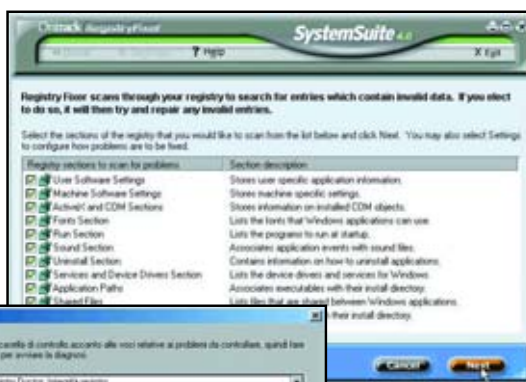 Ontrack RegistryFixer
SystemSuite 4.0
? Help
X Exit
Registry Fixer scans through your registry to search for entries which contain invalid data. If you elect
to do so, it will then try and repair any invalid entries.
Select the sections of the registry that you would like to scan from the list below and click Next. You may also select Settings
to configure how problems are to be fixed.
Registry sections to scan for problems Section description
User Software Settings Stores user specific application information.
Machine Software Settings Stores machine specific settings.
ActiveX and COM Sections Stores information on installed COM objects.
Fonts Section Lists the fonts that Windows applications can use.
Run Section Lists the programs to run at startup.
Sound Section Associates application events with sound files.
Uninstall Section Contains information on how to uninstall applications.
Services and Device Drivers Section Lists the device drivers and services for Windows.
Application Paths Associates executables with their install directory.
Shared Files Lists files that are shared between Windows applications.
their install directory.
casella di controllo accanto alle voci relative ai problemi da controllare, quindi fare
per avviare la diagnosi.
Doctor, Integrità registro
Cancel Next